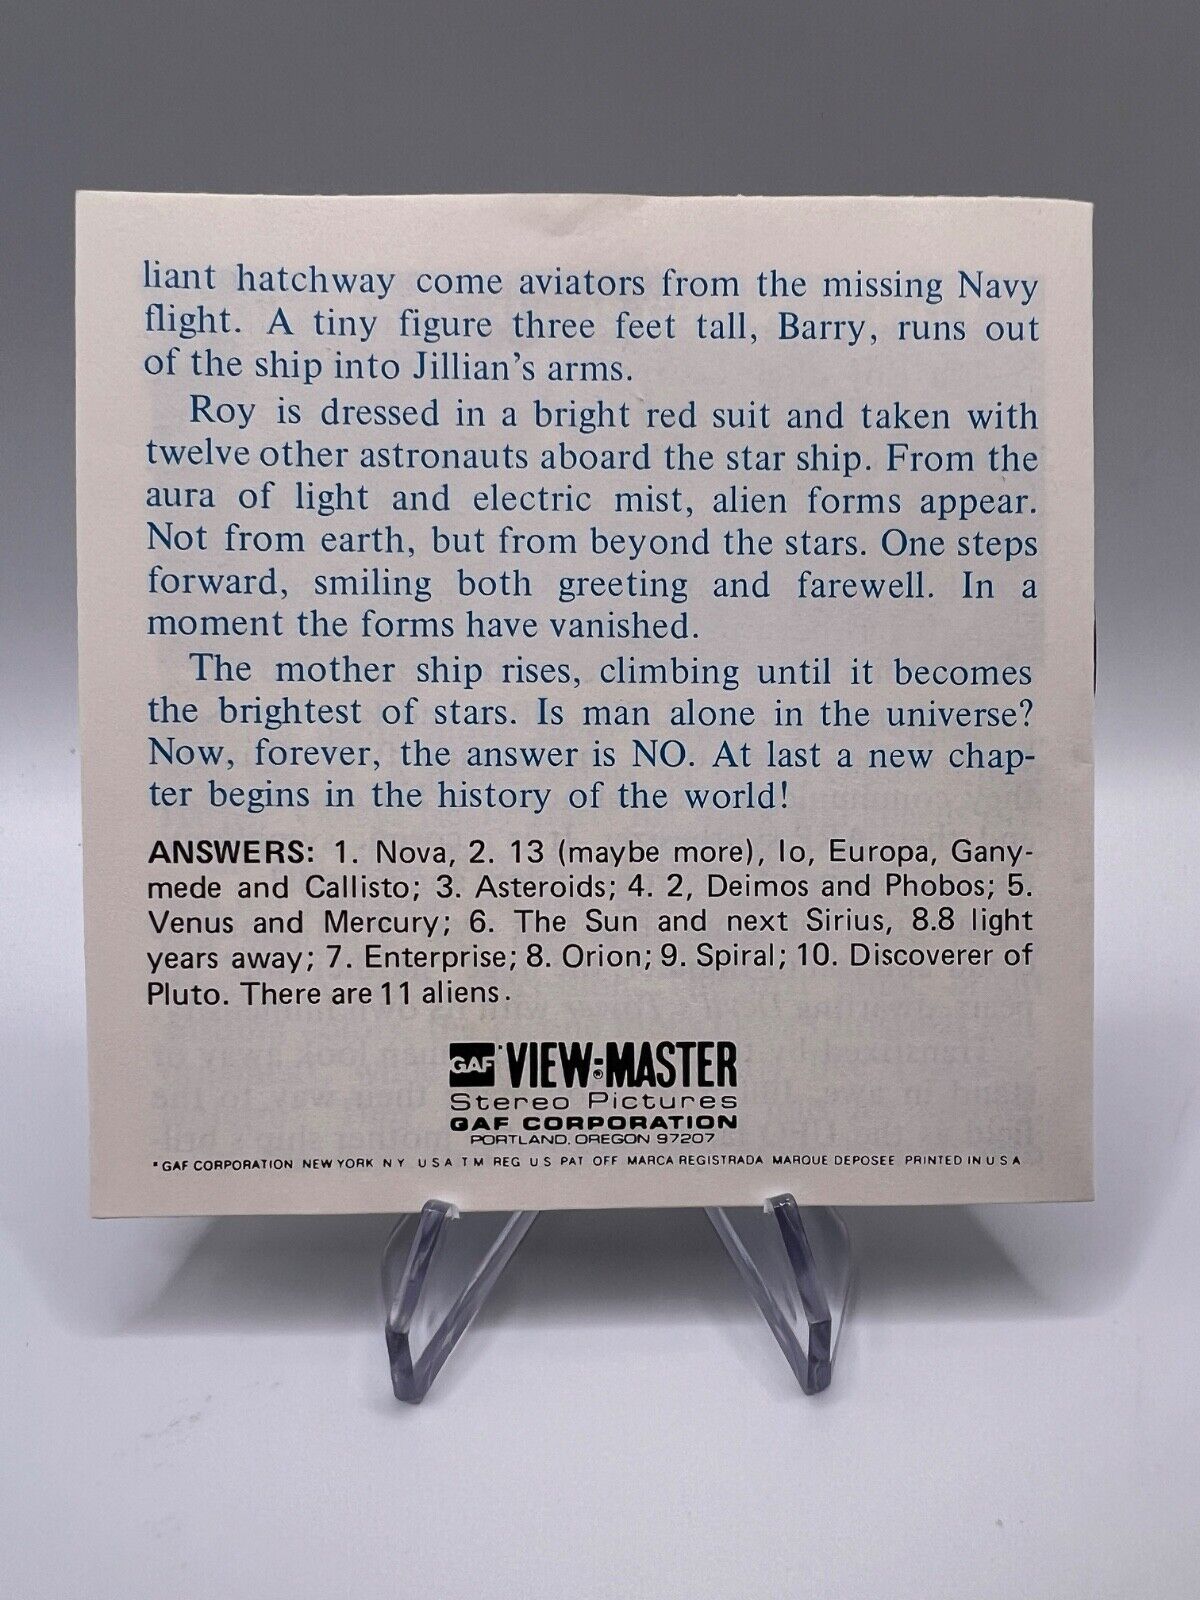 liant hatchway come aviators from the missing Navy
flight. A tiny figure three feet tall, Barry, runs out
of the ship into Jillian's arms.
Roy is dressed in a bright red suit and taken with
twelve other astronauts aboard the star ship. From the
aura of light and electric mist, alien forms appear.
Not from earth, but from beyond the stars. One steps
forward, smiling both greeting and farewell. In a
moment the forms have vanished.
The mother ship rises, climbing until it becomes
the brightest of stars. Is man alone in the universe?
Now, forever, the answer is NO. At last a new chap-
ter begins in the history of the world!
ANSWERS: 1. Nova, 2. 13 (maybe more), Io, Europa, Gany-
mede and Callisto; 3. Asteroids; 4. 2, Deimos and Phobos; 5.
Venus and Mercury; 6. The Sun and next Sirius, 8.8 light
years away; 7. Enterprise; 8. Orion; 9. Spiral; 10. Discoverer of
Pluto. There are 11 aliens.
GAF * VIEW-MASTER ®
Stereo Pictures
GAF CORPORATION
PORTLAND, OREGON 97207
* GAF CORPORATION NEW YORK N Y U S A T M REG U S PAT OFF MARCA REGISTRADA MARQUE DEPOSEE PRINTED IN U S A